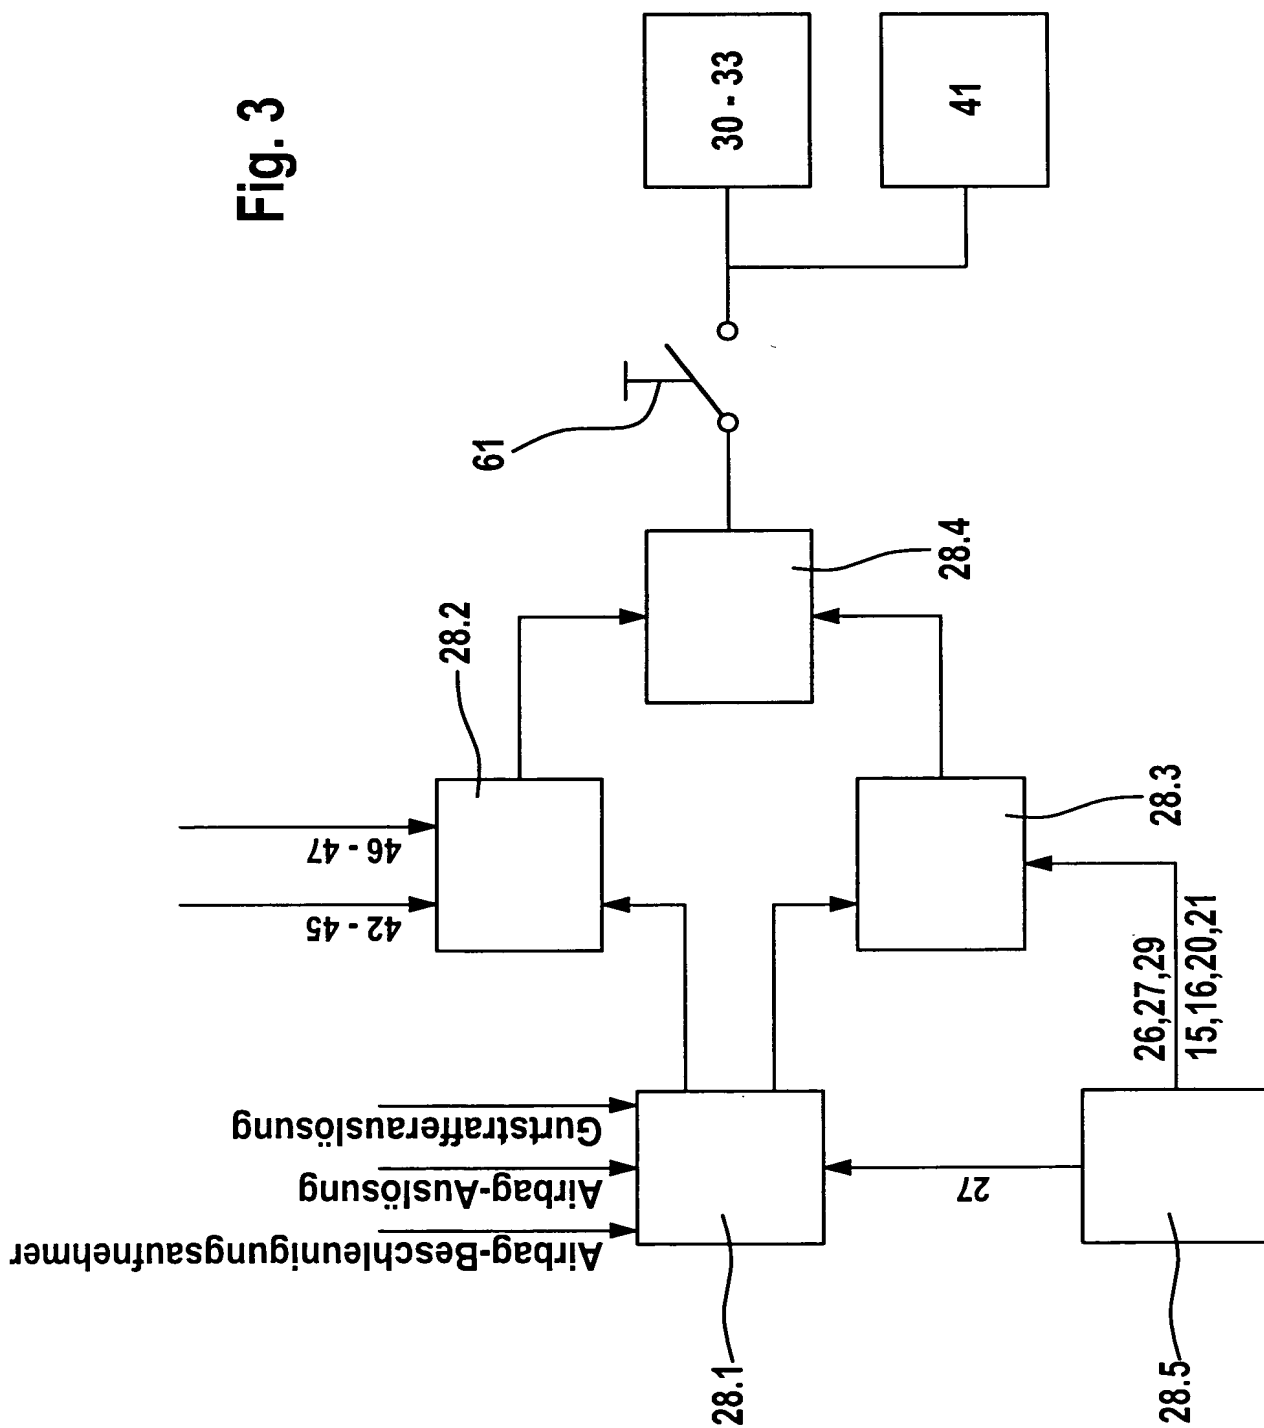 Fig. 3
30 - 33
41
61
28.4
28.2
46 - 47
42 - 45
28.3
26,27,29
15,16,20,21
Gurtstrafferauslösung
Airbag-Auslösung
Airbag-Beschleunigungsaufnehmer
27
28.1
28.5